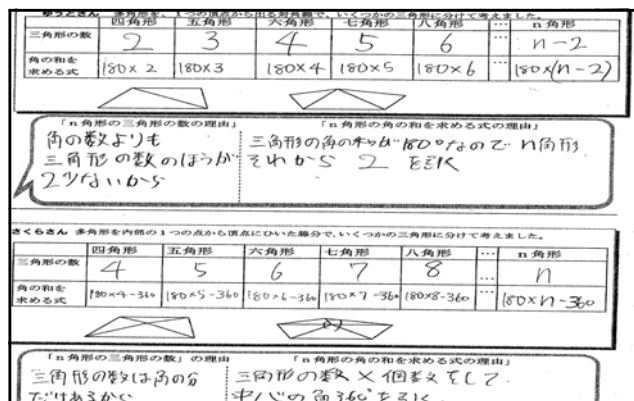 ゆうとさん 多角形を、1つの頂点から出る対角線で、いくつかの三角形に分けて考えました。
四角形 五角形 六角形 七角形 八角形 … n角形
三角形の数 2 3 4 5 6 … n-2
角の和を求める式 180×2 180×3 180×4 180×5 180×6 … 180×(n-2)
「n角形の三角形の数の理由」 「n角形の角の和を求める式の理由」
角の数よりも 三角形の角の和が180°なので n角形
三角形の数のほうが それから 2 を引く
2少ないから
さくらさん 多角形を内部の1つの点から頂点にひいた線分で、いくつかの三角形に分けて考えました。
四角形 五角形 六角形 七角形 八角形 … n角形
三角形の数 4 5 6 7 8 … n
角の和を求める式 180×4-360 180×5-360 180×6-360 180×7-360 180×8-360 … 180×n-360
「n角形の三角形の数」の理由 「n角形の角の和を求める式の理由」
三角形の数は角の分 三角形の数×個数をして
だけあるから 中心の角360°を引く